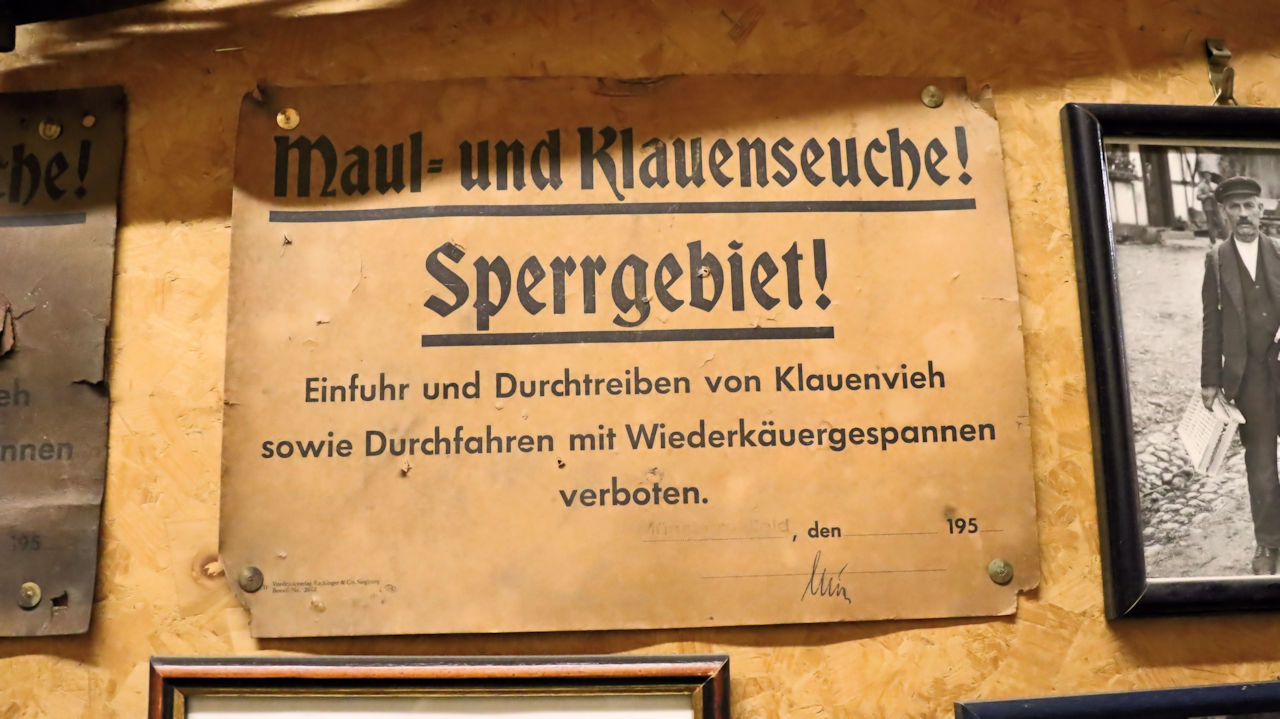 che!
eh
nnen
195
Maul- und Klauenseuche!
Sperrgebiet!
Einfuhr und Durchtreiben von Klauenvieh
sowie Durchfahren mit Wiederkäuergespannen
verboten.
, den 195